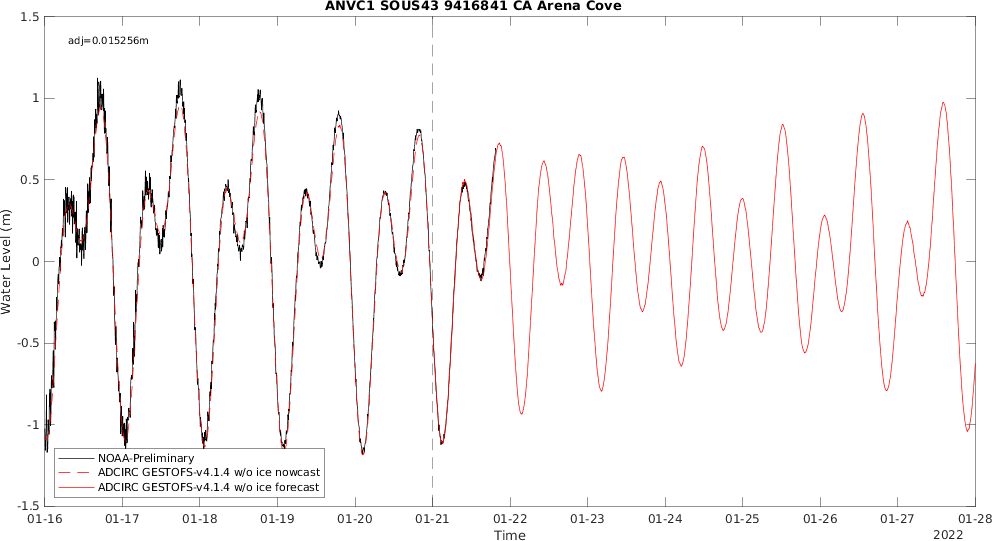 ANVC1 SOUS43 9416841 CA Arena Cove
adj=0.015256m
Water Level (m)
1.5
1
0.5
0
-0.5
-1
-1.5
NOAA-Preliminary
ADCIRC GESTOFS-v4.1.4 w/o ice nowcast
ADCIRC GESTOFS-v4.1.4 w/o ice forecast
01-16 01-17 01-18 01-19 01-20 01-21 01-22 01-23 01-24 01-25 01-26 01-27 01-28
Time
2022